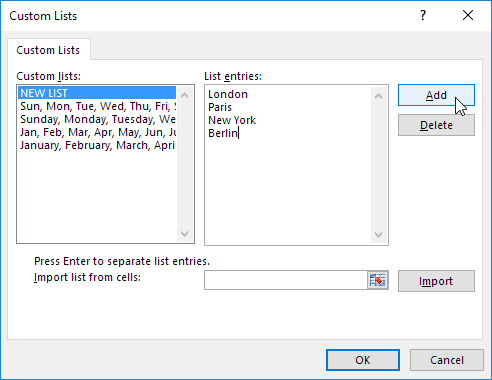 Custom Lists
?
Custom Lists
Custom lists:
NEW LIST
Sun, Mon, Tue, Wed, Thu, Fri, S
Sunday, Monday, Tuesday, Wed
Jan, Feb, Mar, Apr, May, Jun, Ju
January, February, March, Apri
List entries:
London
Paris
New York
Berlin
Add
Delete
Press Enter to separate list entries.
Import list from cells:
Import
OK
Cancel